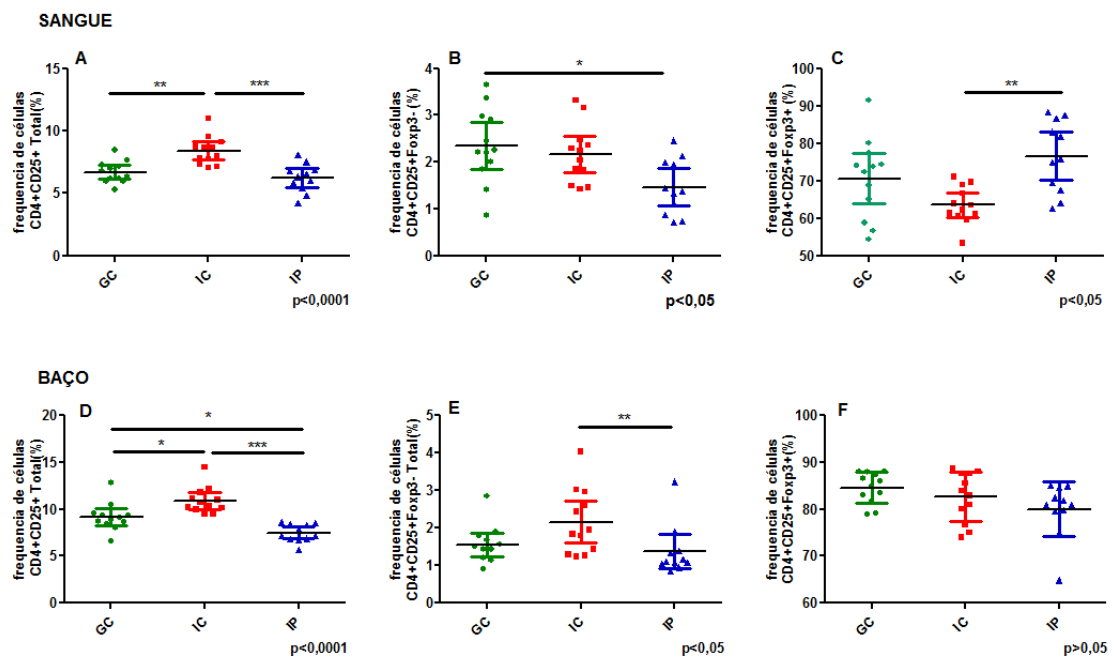 SANGUE
A
frequencia de células
CD4+CD25+ Total(%)
15
10
5
0
**
***
GC
IC
IP
p<0,0001
B
frequencia de células
CD4+CD25+Foxp3- (%)
4
3
2
1
0
*
GC
IC
IP
p<0,05
C
frequencia de células
CD4+CD25+Foxp3+ (%)
100
90
80
70
60
50
**
GC
IC
IP
p<0,05
BAÇO
D
frequencia de células
CD4+CD25+ Total(%)
20
15
10
5
0
*
*
***
GC
IC
IP
p<0,0001
E
frequencia de células
CD4+CD25+Foxp3- Total(%)
5
4
3
2
1
0
**
GC
IC
IP
p<0,05
F
frequencia de células
CD4+CD25+Foxp3+(%)
100
90
80
70
60
GC
IC
IP
p>0,05